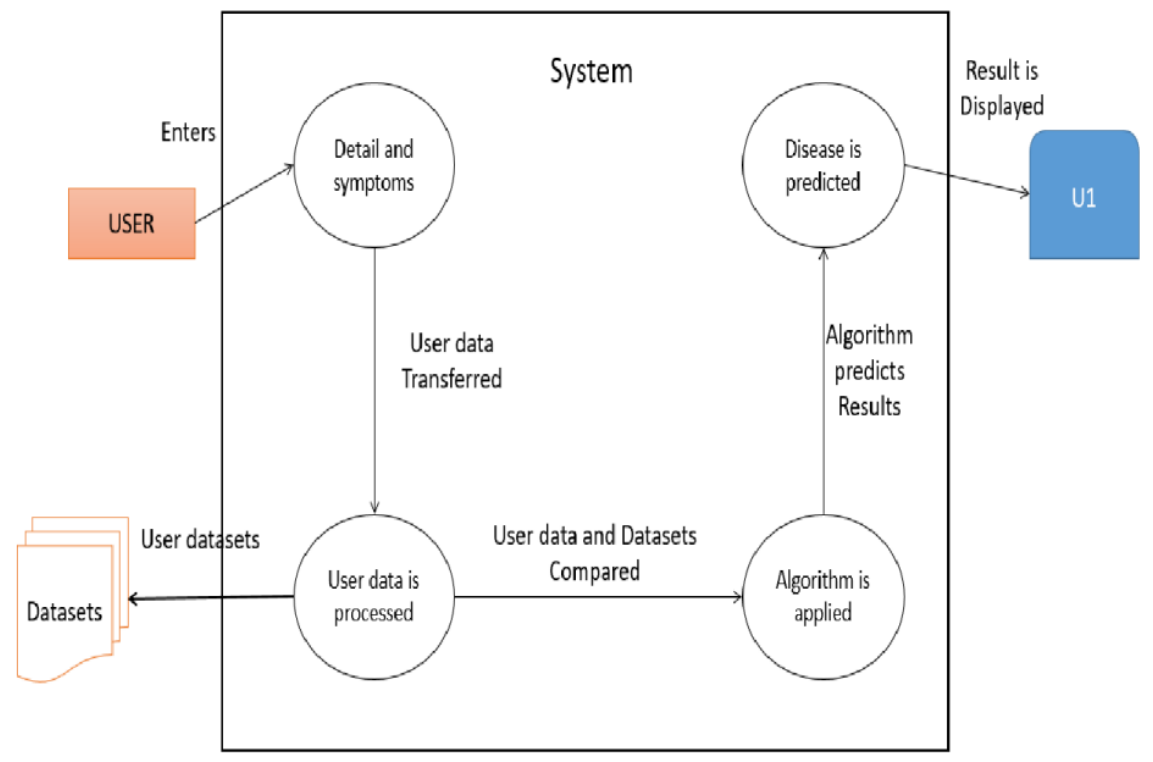 System
Result is
Displayed
Enters
Detail and
symptoms
Disease is
predicted
USER
U1
User data
Transferred
Algorithm
predicts
Results
User datasets
User data and Datasets
Compared
Datasets
User data is
processed
Algorithm is
applied